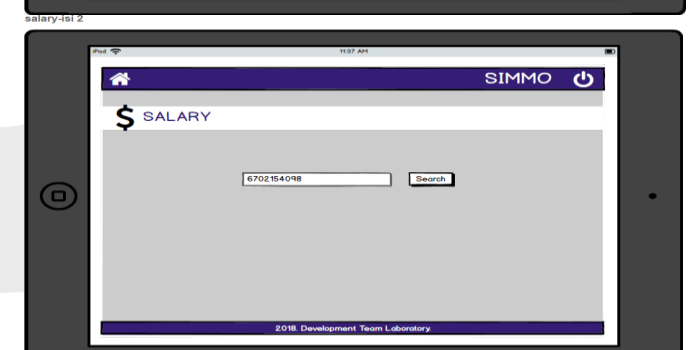 salary-isi 2
iPod 11:37 AM
SIMMO
$ SALARY
6702154098 Search
2018. Development Team Laboratory.